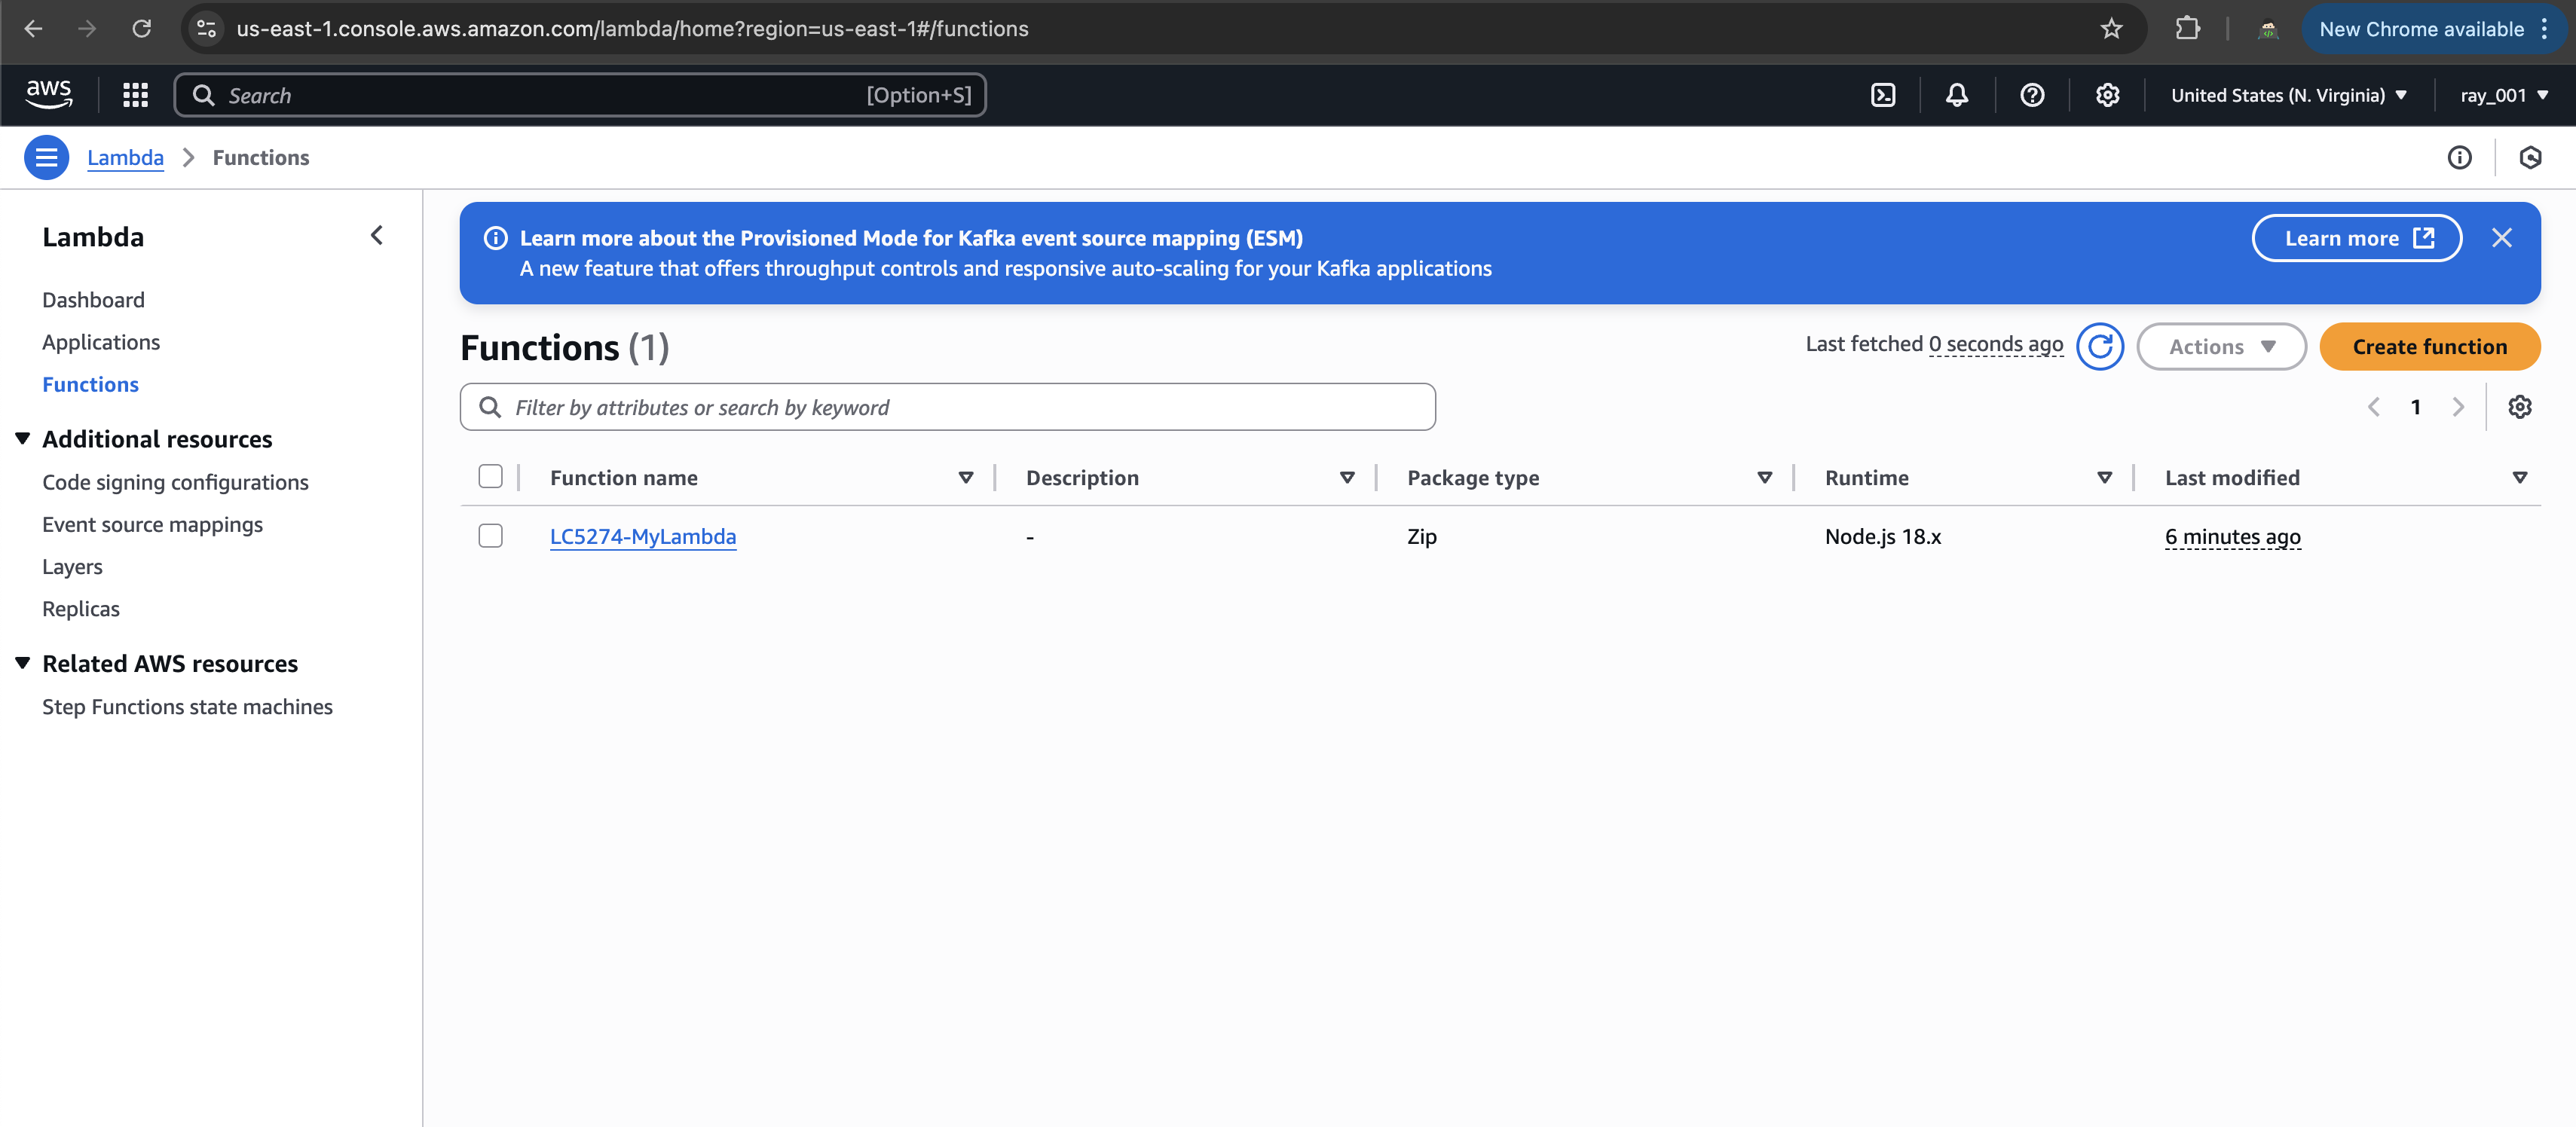 us-east-1.console.aws.amazon.com/lambda/home?region=us-east-1#/functions
New Chrome available
aws
Search
[Option+S]
United States (N. Virginia)
ray_001
Lambda
Functions
Lambda
Dashboard
Applications
Functions
Additional resources
Code signing configurations
Event source mappings
Layers
Replicas
Related AWS resources
Step Functions state machines
Learn more about the Provisioned Mode for Kafka event source mapping (ESM)
A new feature that offers throughput controls and responsive auto-scaling for your Kafka applications
Learn more
Functions (1)
Last fetched 0 seconds ago
Actions
Create function
Filter by attributes or search by keyword
1
Function name
Description
Package type
Runtime
Last modified
LC5274-MyLambda
-
Zip
Node.js 18.x
6 minutes ago